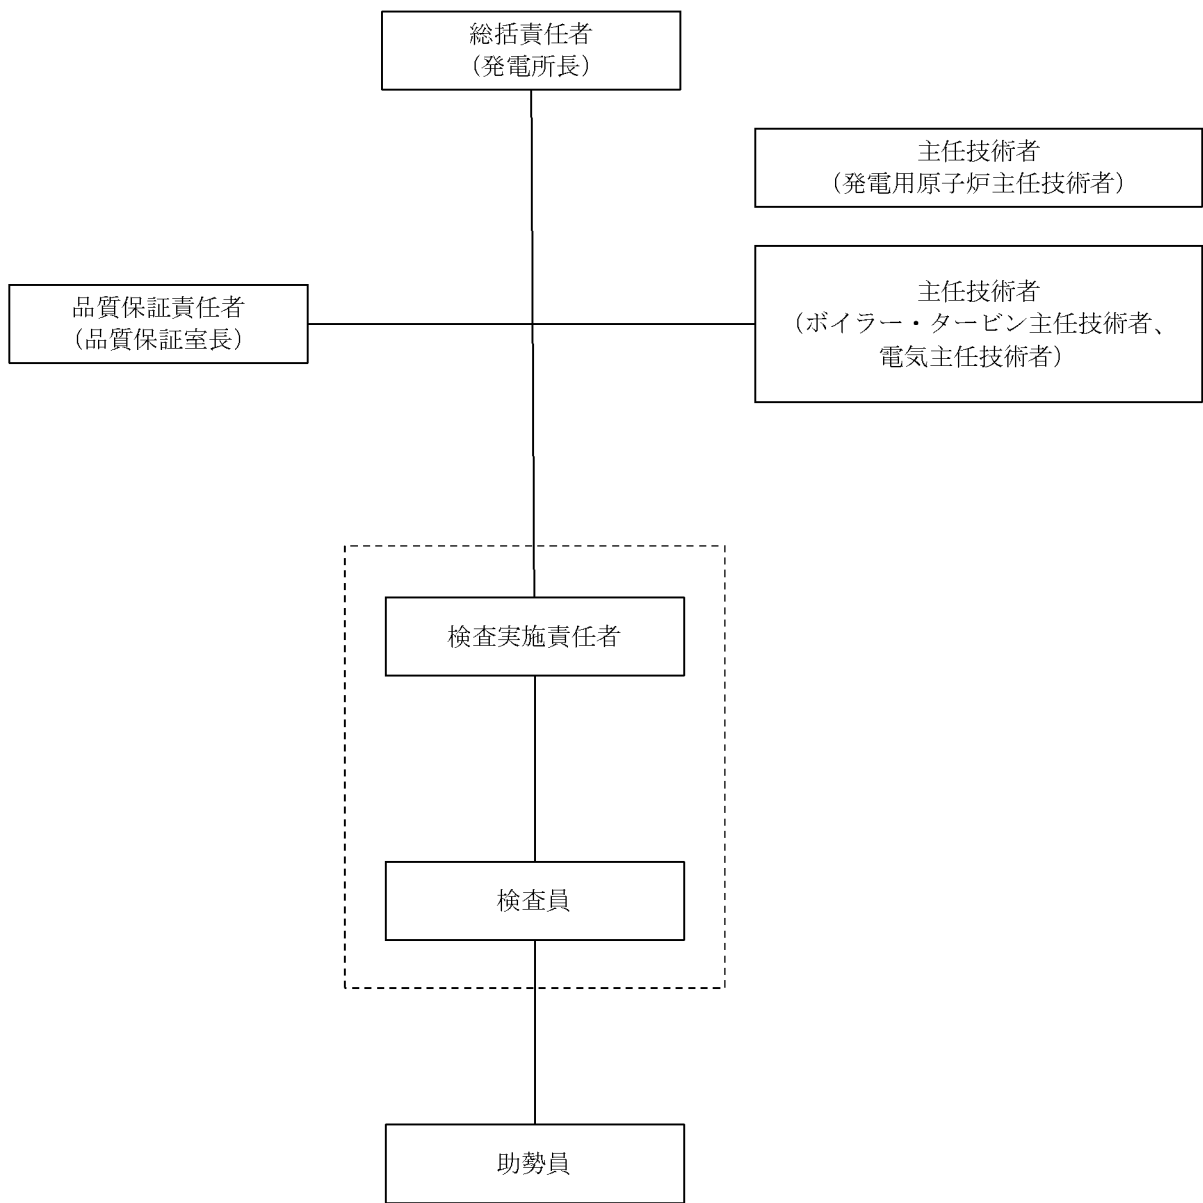 総括責任者
（発電所長）
主任技術者
（発電用原子炉主任技術者）
品質保証責任者
（品質保証室長）
主任技術者
（ボイラー・タービン主任技術者、
電気主任技術者）
検査実施責任者
検査員
助勢員